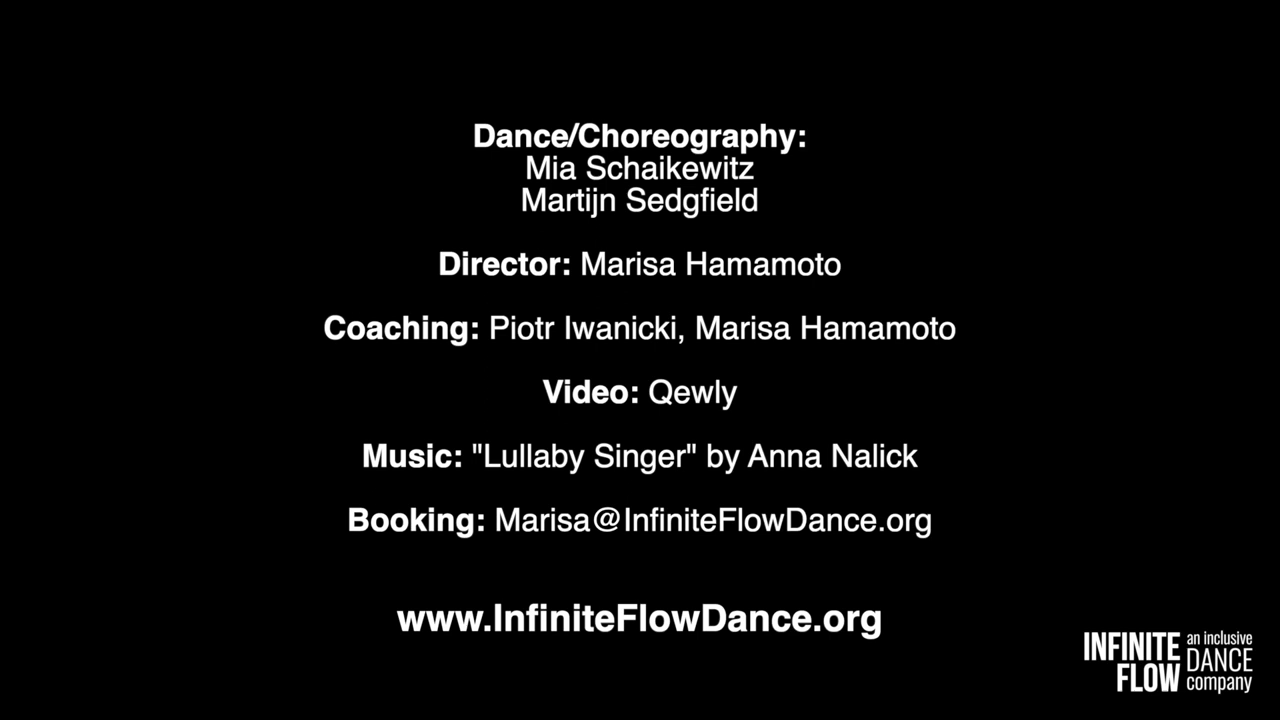 Dance/Choreography:
Mia Schaikewitz
Martijn Sedgfield
Director: Marisa Hamamoto
Coaching: Piotr Iwanicki, Marisa Hamamoto
Video: Qewly
Music: "Lullaby Singer" by Anna Nalick
Booking: Marisa@InfiniteFlowDance.org
www.InfiniteFlowDance.org
INFINITE FLOW
an inclusive
DANCE
company